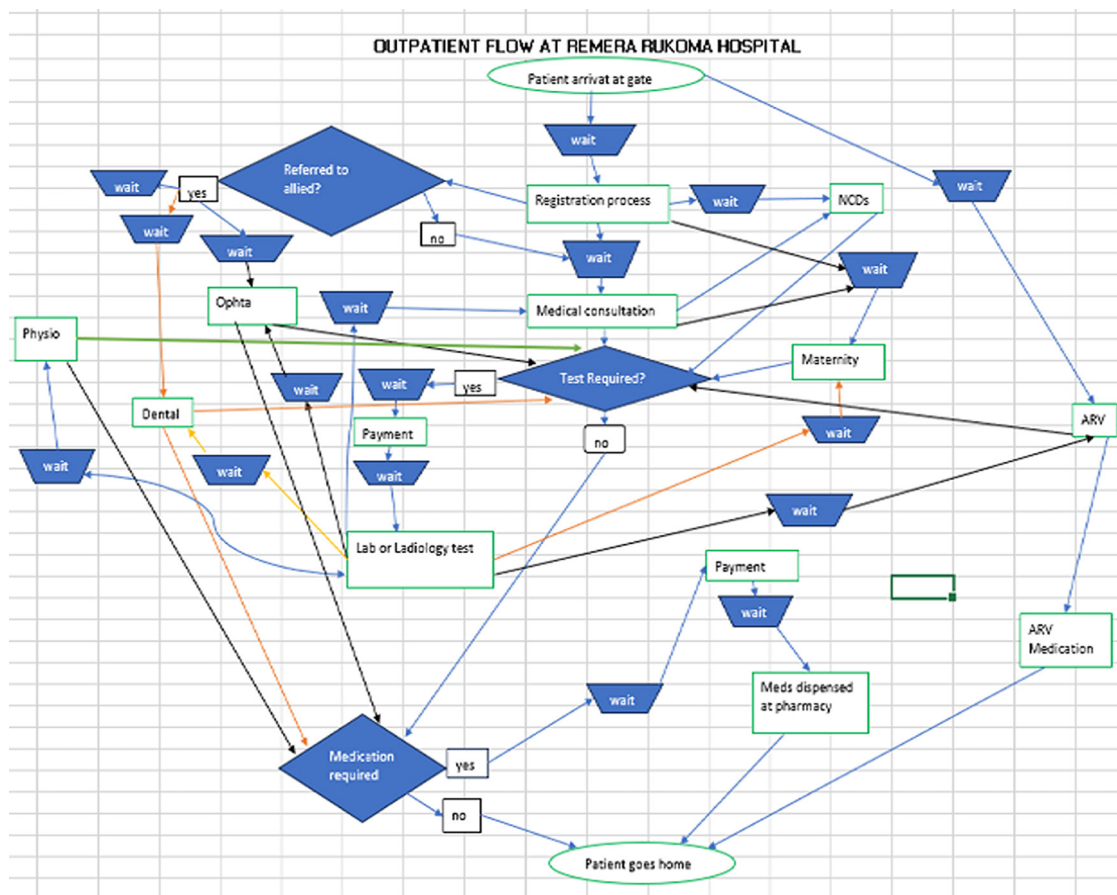 OUTPATIENT FLOW AT REMERA RUKOMA HOSPITAL
Patient arrivat at gate
wait
Referred to
allied?
wait
yes
wait
Registration process
wait
NCDs
wait
wait
wait
no
wait
wait
Ophta
wait
Medical consultation
Physio
Test Required?
Maternity
wait
wait
yes
Dental
Payment
no
wait
ARV
wait
wait
wait
wait
Lab or Ladiology test
Payment
wait
ARV
Medication
Meds dispensed
at pharmacy
wait
Medication
required
yes
no
Patient goes home